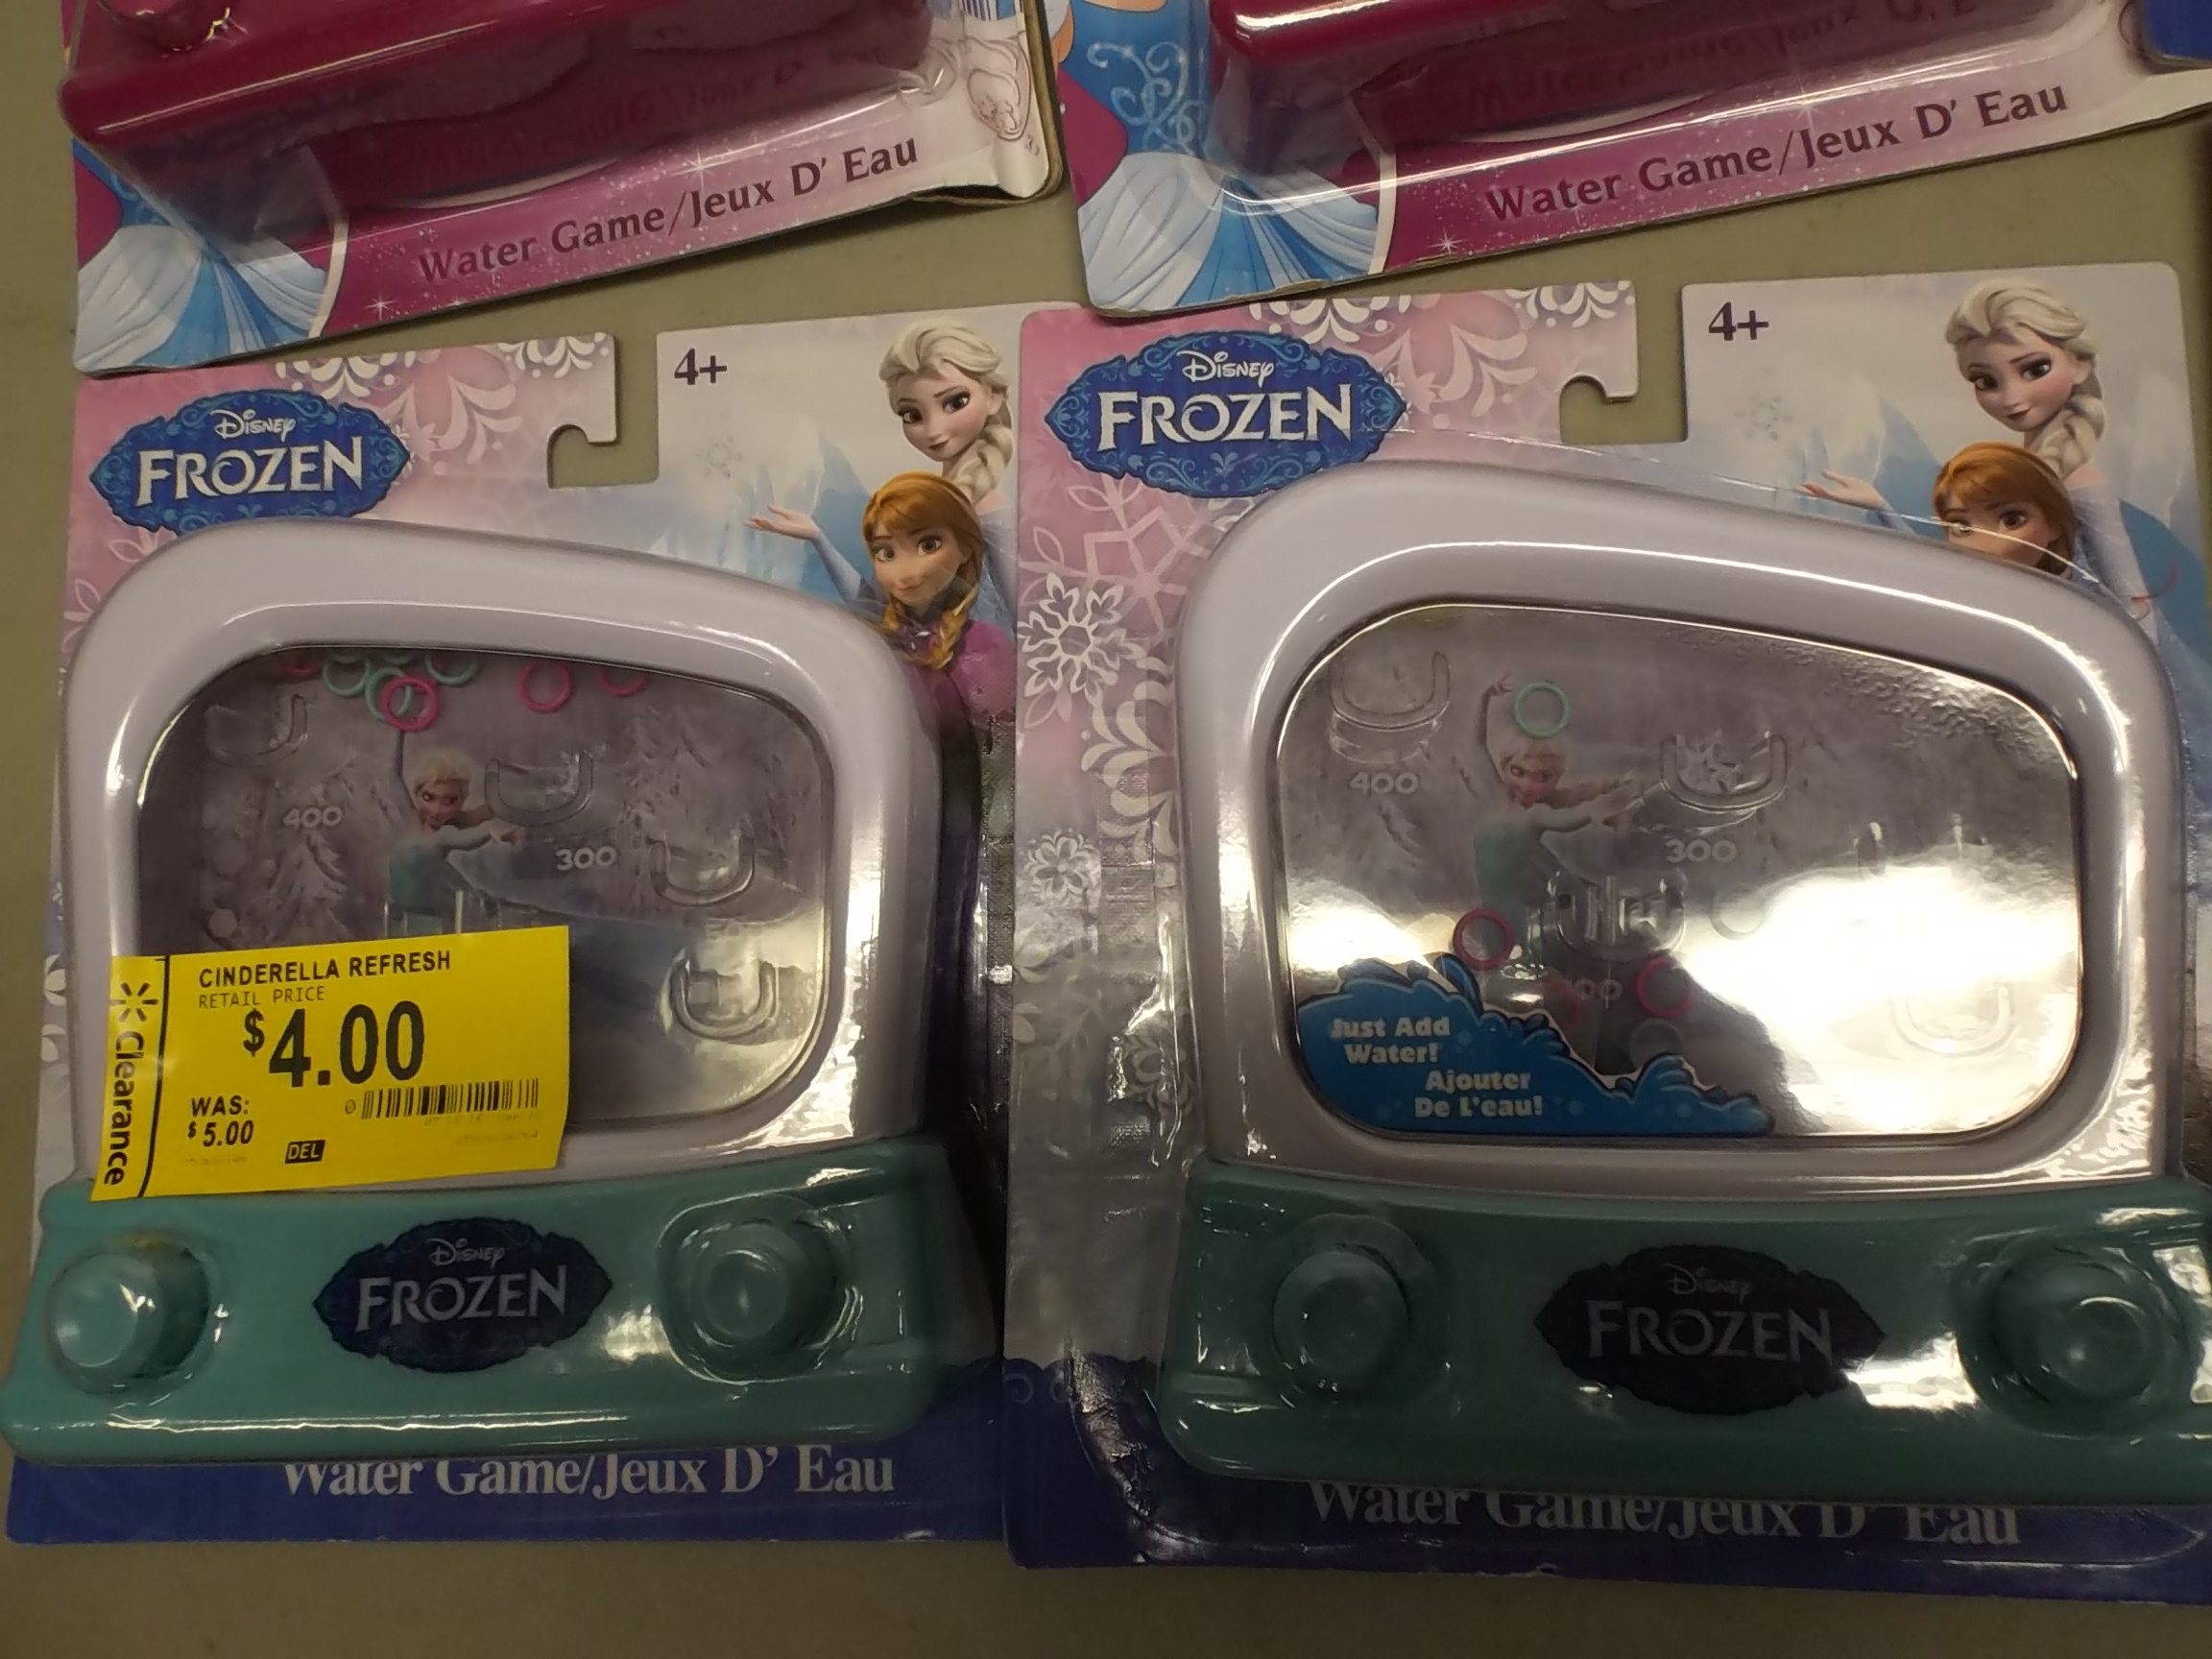 Water Game/Jeux D' Eau
Water Game/Jeux D' Eau
4+
Disney
FROZEN
4+
Disney
FROZEN
400
300
CINDERELLA REFRESH
RETAIL PRICE
$4.00
WAS:
$5.00
DEL
Clearance
Disney
FROZEN
Water Game/Jeux D' Eau
400
300
Just Add
Water!
Ajouter
De L'eau!
Disney
FROZEN
Water Game/Jeux D' Eau